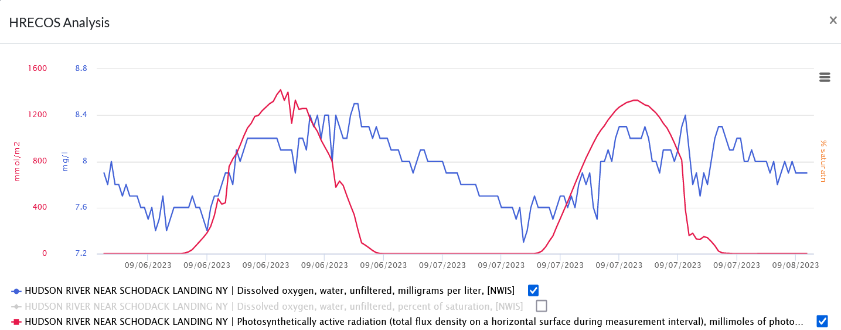 HRECOS Analysis
×
1600
8.8
1200
8.4
800
8
400
7.6
0
7.2
mmol/m2
mg/l
% saturatn
09/06/2023 09/06/2023 09/06/2023 09/06/2023 09/06/2023 09/07/2023 09/07/2023 09/07/2023 09/07/2023 09/07/2023 09/07/2023 09/08/2023
HUDSON RIVER NEAR SCHODACK LANDING NY | Dissolved oxygen, water, unfiltered, milligrams per liter, [NWIS]
HUDSON RIVER NEAR SCHODACK LANDING NY | Dissolved oxygen, water, unfiltered, percent of saturation, [NWIS]
HUDSON RIVER NEAR SCHODACK LANDING NY | Photosynthetically active radiation (total flux density on a horizontal surface during measurement interval), millimoles of photo...